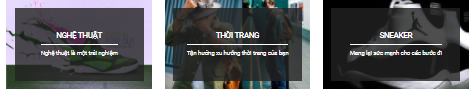 NGHỆ THUẬT
Nghệ thuật là một trải nghiệm
THỜI TRANG
Tận hưởng xu hướng thời trang của bạn
SNEAKER
Mang lại sức mạnh cho các bước đi